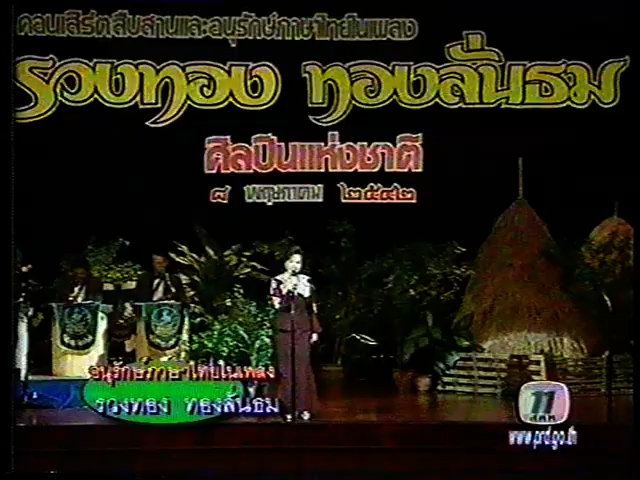 คอนเสิร์ตสืบสานและอนุรักษ์ภาษาไทยในเพลง
รวงทอง ทองลั่นธม
ศิลปินแห่งชาติ
๘ พฤษภาคม ๒๕๔๒
อนุรักษ์ภาษาไทยในเพลง
รวงทอง ทองลั่นธม
11
สทท
www.prd.go.th